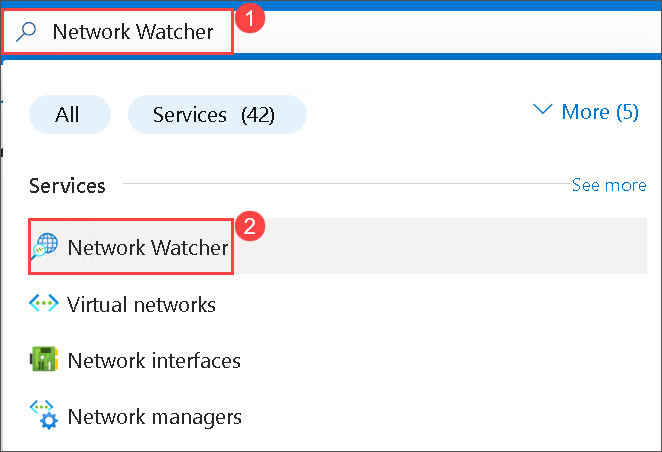 Network Watcher 1
All Services (42) More (5)
Services See more
2
Network Watcher
Virtual networks
Network interfaces
Network managers